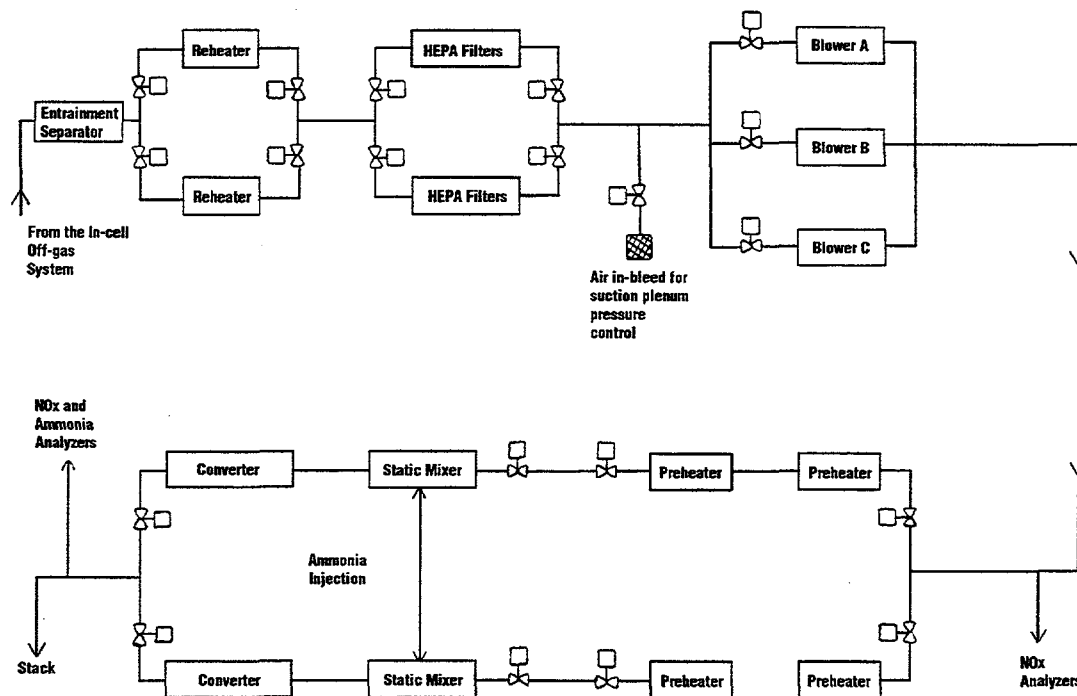 Reheater
HEPA Filters
Blower A
Entrainment
Separator
Blower B
Reheater
HEPA Filters
From the In-cell
Off-gas
System
Blower C
Air in-bleed for
suction plenum
pressure
control
NOx and
Ammonia
Analyzers
Converter
Static Mixer
Preheater
Preheater
Ammonia
Injection
Stack
Converter
Static Mixer
Preheater
Preheater
NOx
Analyzers